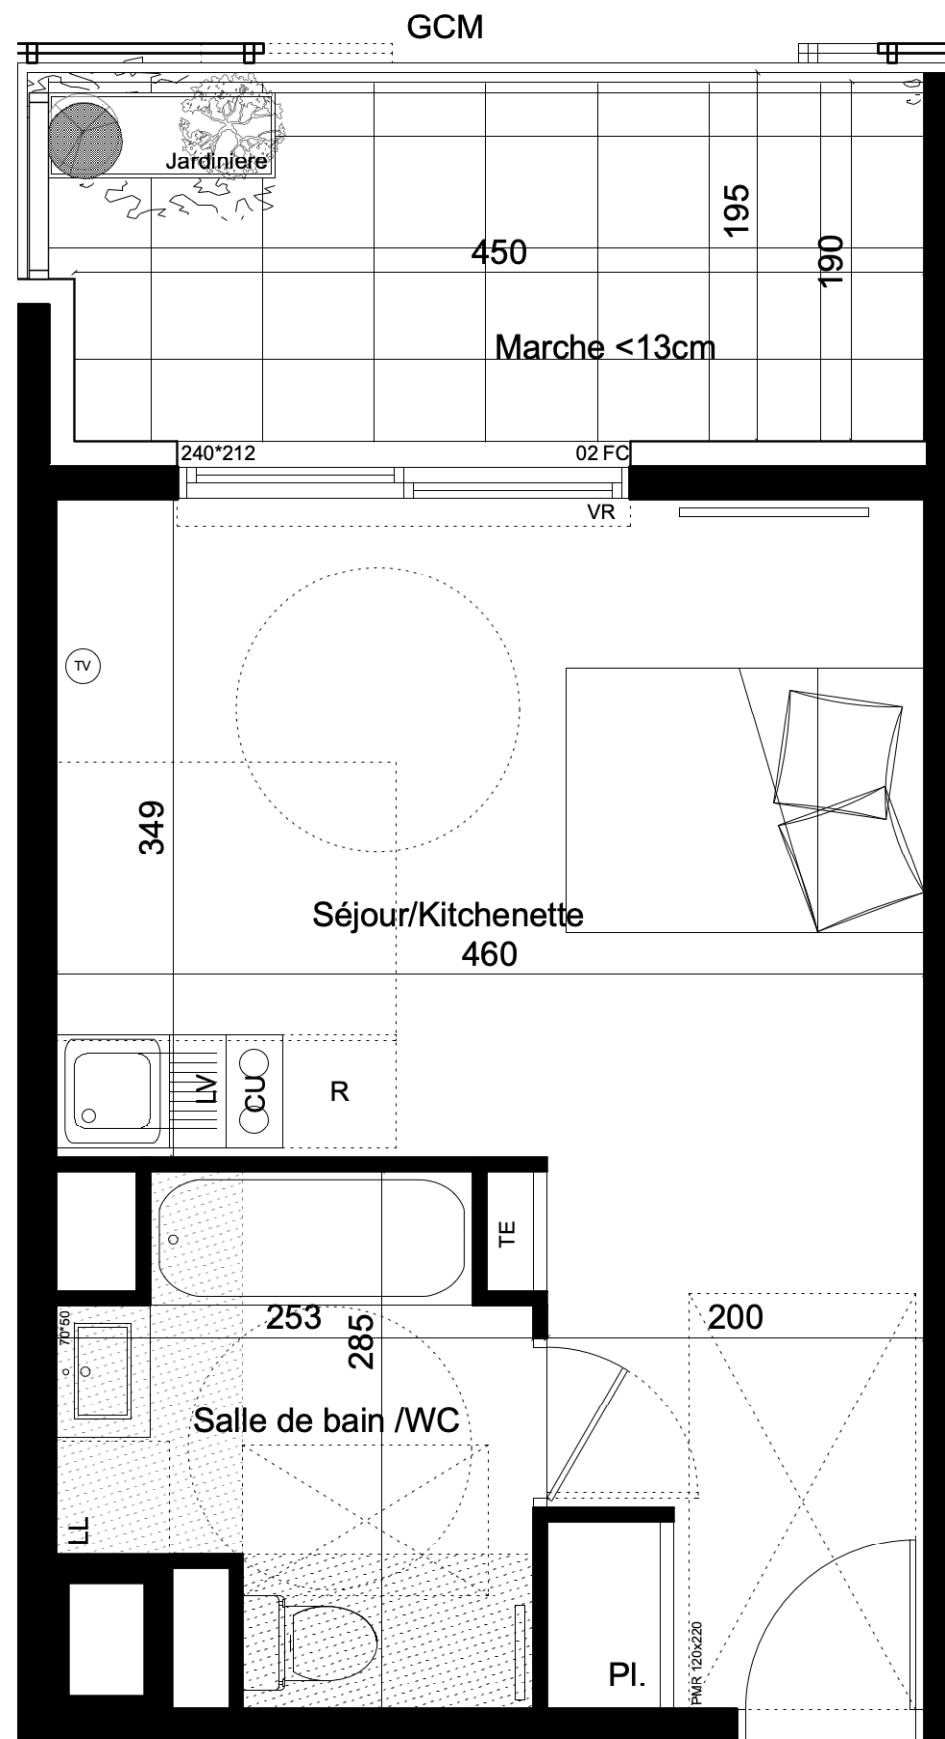 GCM
Jardiniere
195
450
190
Marche <13cm
240*212
02 FC
VR
TV
349
Séjour/Kitchenette
460
LV
CU
R
TE
70*50
253
285
200
Salle de bain /WC
LL
Pl.
PMR 120x220